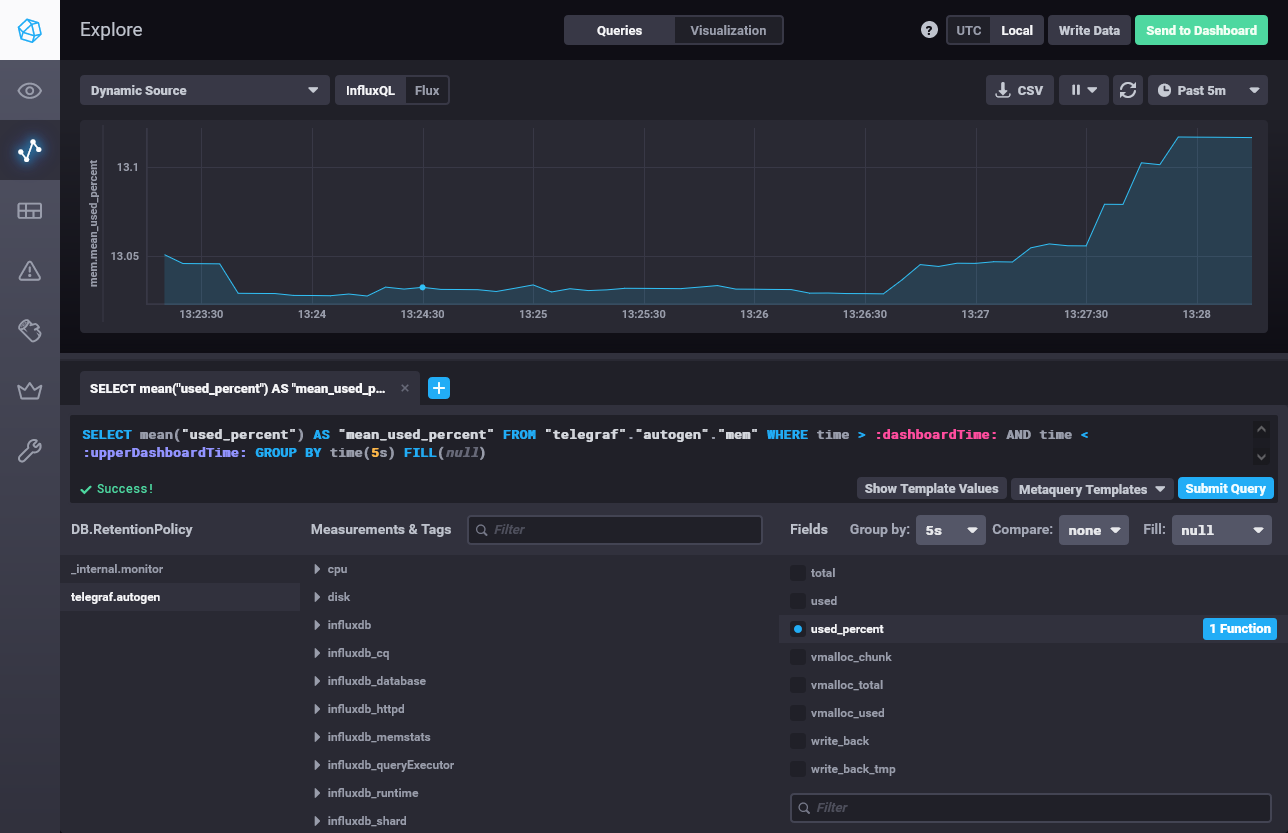 Explore
Queries
Visualization
?
UTC
Local
Write Data
Send to Dashboard
Dynamic Source
InfluxQL
Flux
CSV
Past 5m
mem.mean_used_percent
13.1
13.05
13:23:30
13:24
13:24:30
13:25
13:25:30
13:26
13:26:30
13:27
13:27:30
13:28
SELECT mean("used_percent") AS "mean_used_p...
SELECT mean("used_percent") AS "mean_used_percent" FROM "telegraf"."autogen"."mem" WHERE time > :dashboardTime: AND time <
:upperDashboardTime: GROUP BY time(5s) FILL(null)
Success!
Show Template Values
Metaquery Templates
Submit Query
DB.RetentionPolicy
_internal.monitor
telegraf.autogen
Measurements & Tags
Filter
cpu
disk
influxdb
influxdb_cq
influxdb_database
influxdb_httpd
influxdb_memstats
influxdb_queryExecutor
influxdb_runtime
influxdb_shard
Fields
Group by:
5s
Compare:
none
Fill:
null
total
used
used_percent
1 Function
vmalloc_chunk
vmalloc_total
vmalloc_used
write_back
write_back_tmp
Filter